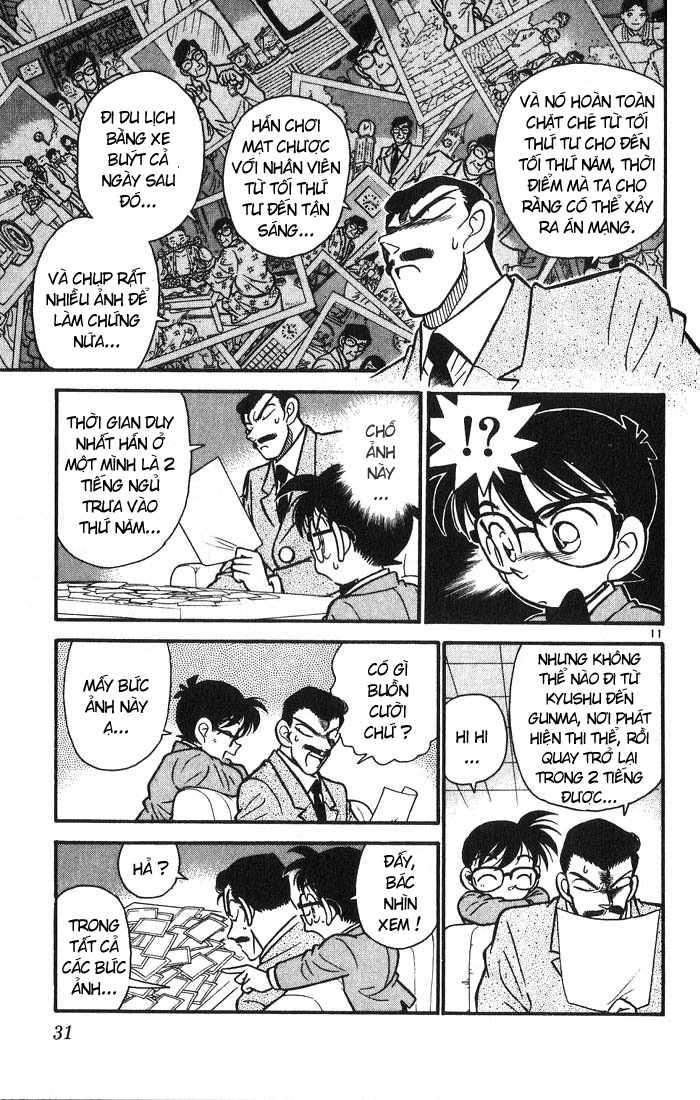 VÀ NÓ HOÀN TOÀN
CHẶT CHẼ TỪ TỐI
THỨ TƯ CHO ĐẾN
TỐI THỨ NĂM, THỜI
ĐIỂM MÀ TA CHO
RẰNG CÓ THỂ XẢY
RA ÁN MẠNG.
HẮN CHƠI
MẠT CHƯỢC
VỚI NHÂN VIÊN
TỪ TỐI THỨ
TƯ ĐẾN TẬN
SÁNG...
ĐI DU LỊCH
BẰNG XE
BUÝT CẢ
NGÀY SAU
ĐÓ...
VÀ CHỤP RẤT
NHIỀU ẢNH ĐỂ
LÀM CHỨNG
NỮA...
!?
CHỖ
ẢNH
NÀY
...
THỜI GIAN DUY
NHẤT HẮN Ở
MỘT MÌNH LÀ 2
TIẾNG NGỦ
TRƯA VÀO
THỨ NĂM...
11
NHƯNG KHÔNG
THỂ NÀO ĐI TỪ
KYUSHU ĐẾN
GUNMA, NƠI PHÁT
HIỆN THI THỂ, RỒI
QUAY TRỞ LẠI
TRONG 2 TIẾNG
ĐƯỢC...
HI HI
...
CÓ GÌ
BUỒN
CƯỜI
CHỨ ?
MẤY BỨC
ẢNH NÀY
Ạ...
ĐẤY,
BÁC
NHÌN
XEM !
HẢ ?
TRONG
TẤT CẢ
CÁC BỨC
ẢNH...
31